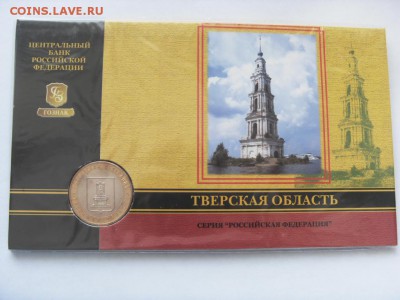 COINS.LAVE.RU
ЦЕНТРАЛЬНЫЙ
БАНК
РОССИЙСКОЙ
ФЕДЕРАЦИИ
ГОЗНАК
ТВЕРСКАЯ ОБЛАСТЬ
СЕРИЯ "РОССИЙСКАЯ ФЕДЕРАЦИЯ"